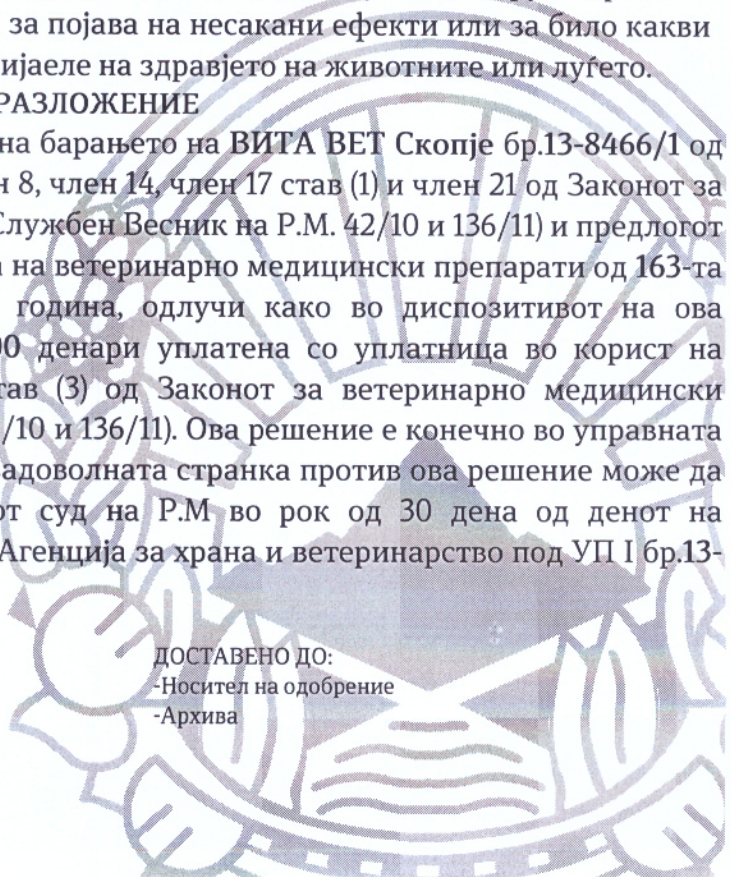 за појава на несакани ефекти или за било какви
ијаеле на здравјето на животните или луѓето.
РАЗЛОЖЕНИЕ
на барањето на ВИТА ВЕТ Скопје бр.13-8466/1 од
н 8, член 14, член 17 став (1) и член 21 од Законот за
Службен Весник на Р.М. 42/10 и 136/11) и предлогот
а на ветеринарно медицински препарати од 163-та
година, одлучи како во диспозитивот на ова
00 денари уплатена со уплатница во корист на
тав (3) од Законот за ветеринарно медицински
/10 и 136/11). Ова решение е конечно во управната
адоволната странка против ова решение може да
от суд на Р.М во рок од 30 дена од денот на
Агенција за храна и ветеринарство под УП I бр.13-
ДОСТАВЕНО ДО:
-Носител на одобрение
-Архива